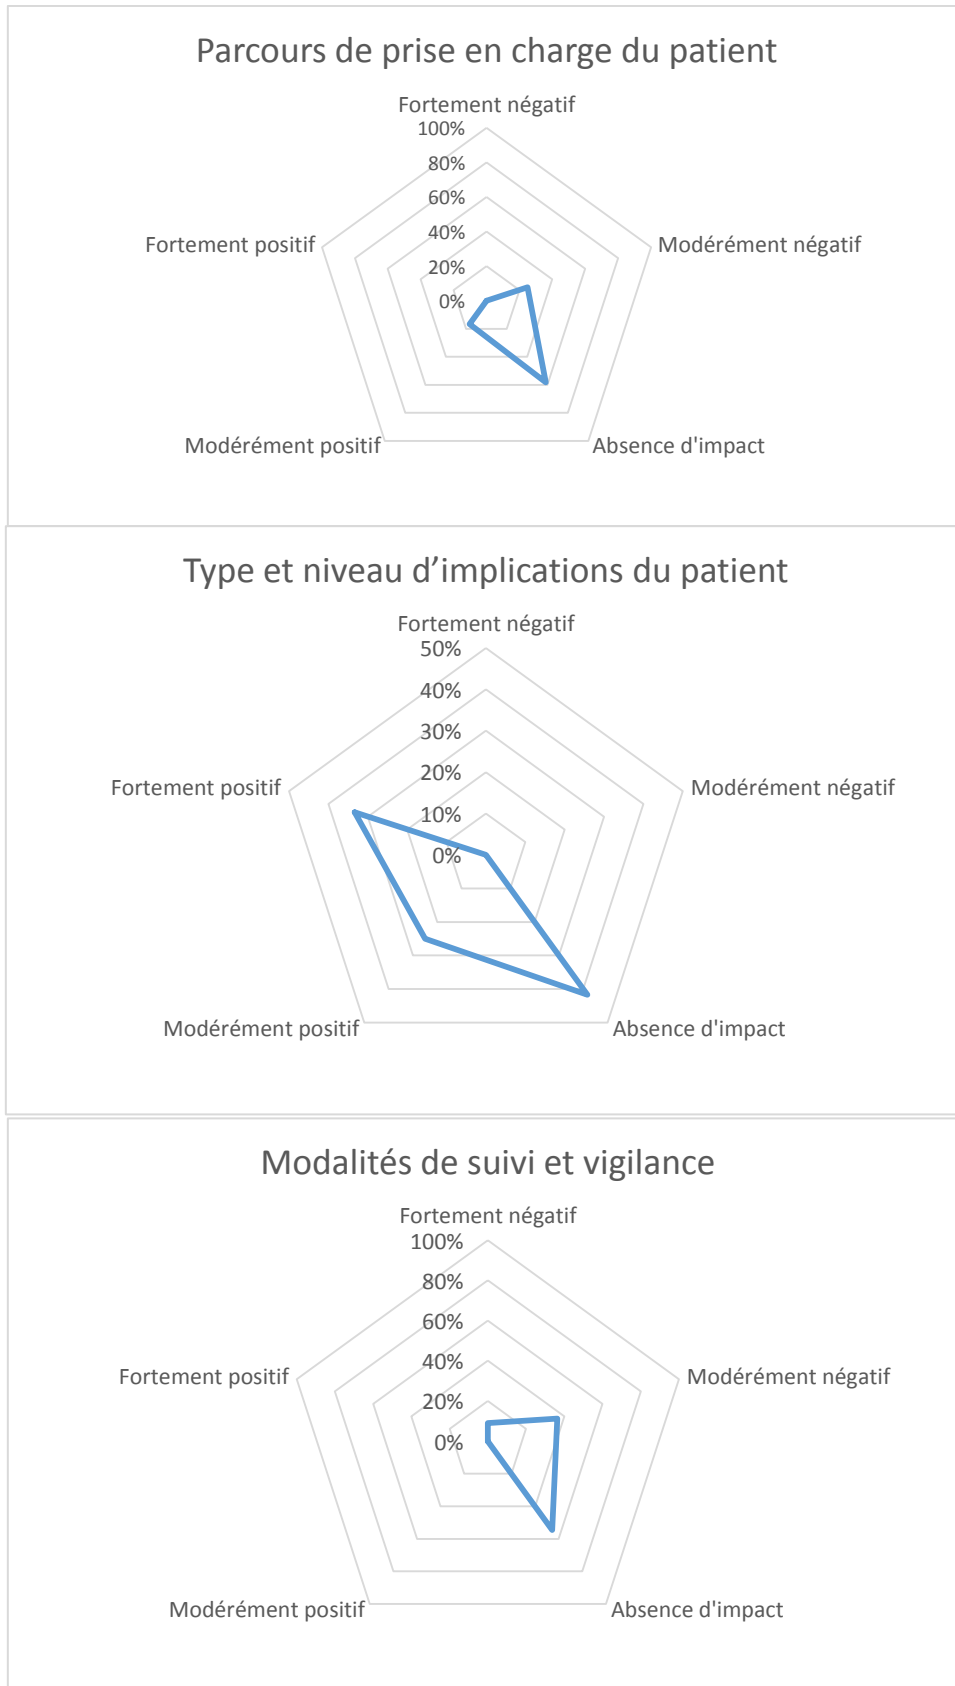 Parcours de prise en charge du patient
Fortement négatif
100%
80%
60%
40%
20%
0%
Fortement positif
Modérément négatif
Modérément positif
Absence d'impact
Type et niveau d’implications du patient
Fortement négatif
50%
40%
30%
20%
10%
0%
Fortement positif
Modérément négatif
Modérément positif
Absence d'impact
Modalités de suivi et vigilance
Fortement négatif
100%
80%
60%
40%
20%
0%
Fortement positif
Modérément négatif
Modérément positif
Absence d'impact